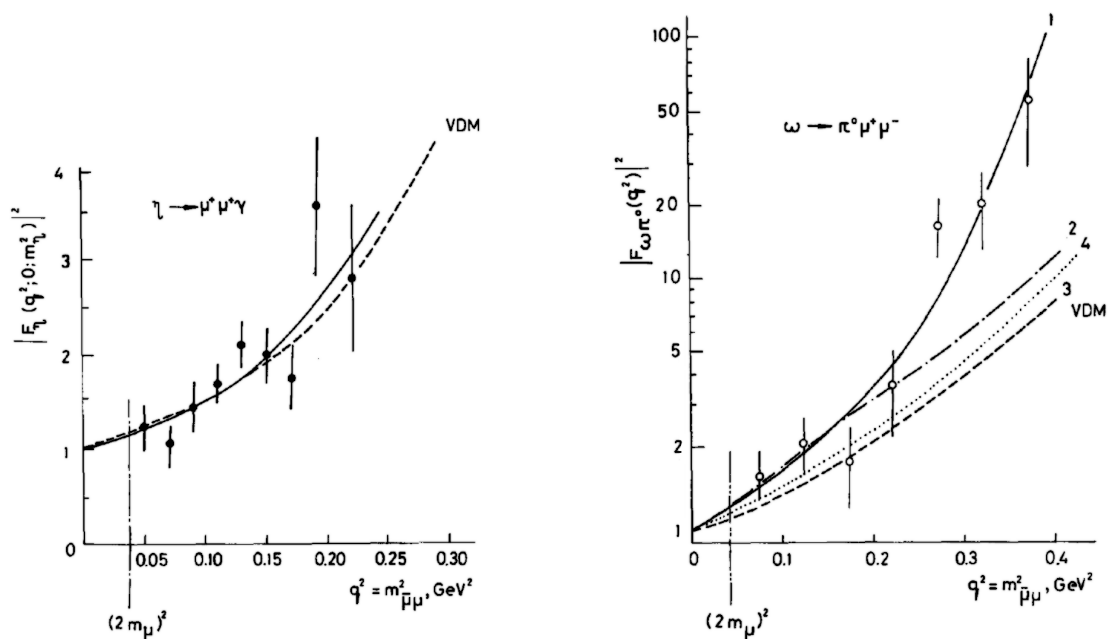 VDM
4
η → μ⁺ μ⁺ γ
|F_η (q²; 0; m²_η)|²
3
2
1
0
0.05 0.10 0.15 0.20 0.25 0.30
q² = m²_μ̄μ, GeV²
(2 m_μ)²
1
100
50
ω → π⁰ μ⁺ μ⁻
|F_ωπ⁰(q²)|²
20
10
2
4
3
VDM
5
2
1
0 0.1 0.2 0.3 0.4
q² = m²_μ̄μ, GeV²
(2 m_μ)²